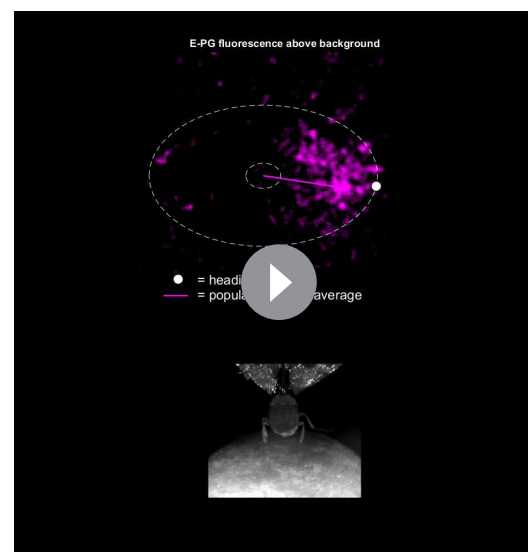 E-PG fluorescence above background
= headi
= popula average